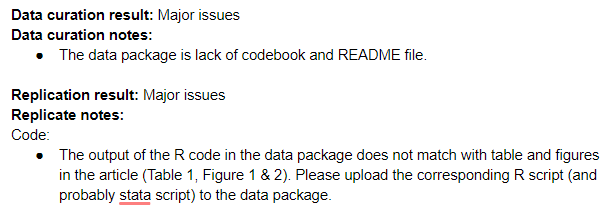 Data curation result: Major issues
Data curation notes:
● The data package is lack of codebook and README file.
Replication result: Major issues
Replicate notes:
Code:
● The output of the R code in the data package does not match with table and figures
in the article (Table 1, Figure 1 & 2). Please upload the corresponding R script (and
probably stata script) to the data package.